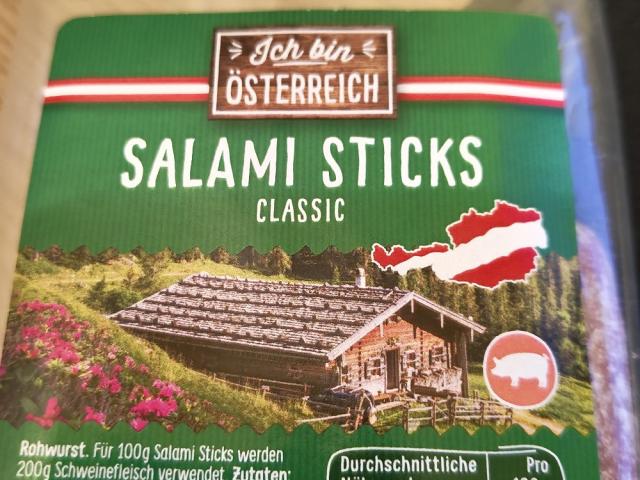 Ich bin
ÖSTERREICH
SALAMI STICKS
CLASSIC
Rohwurst. Für 100g Salami Sticks werden
200g Schweinefleisch verwendet. Zutaten:
Durchschnittliche
Pro